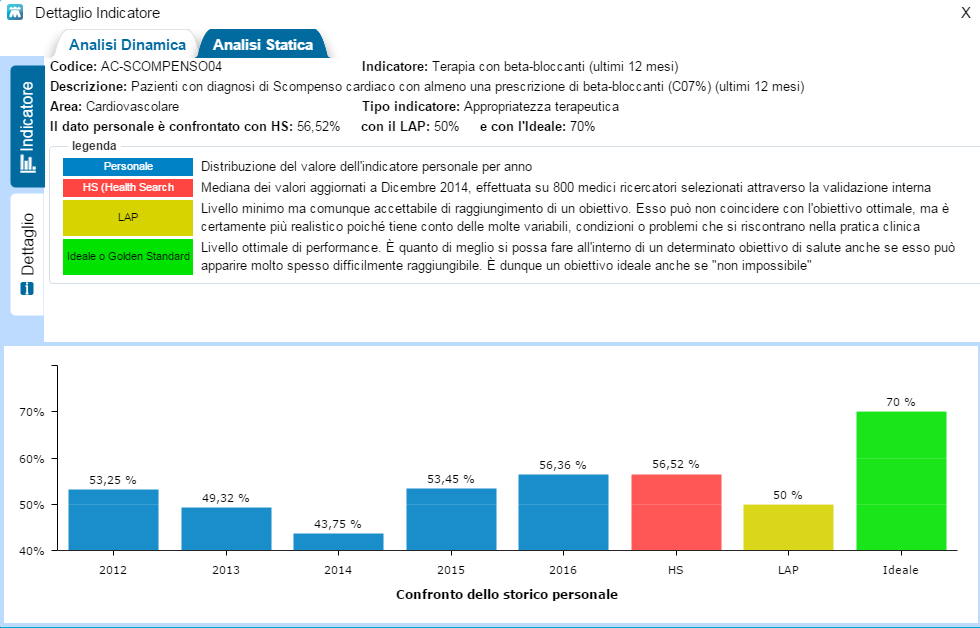 Dettaglio Indicatore X
Analisi Dinamica Analisi Statica
Indicatore
Dettaglio
Codice: AC-SCOMPENSO04 Indicatore: Terapia con beta-bloccanti (ultimi 12 mesi)
Descrizione: Pazienti con diagnosi di Scompenso cardiaco con almeno una prescrizione di beta-bloccanti (C07%) (ultimi 12 mesi)
Area: Cardiovascolare Tipo indicatore: Appropriatezza terapeutica
Il dato personale è confrontato con HS: 56,52% con il LAP: 50% e con l'Ideale: 70%
legenda
Personale Distribuzione del valore dell'indicatore personale per anno
HS (Health Search Mediana dei valori aggiornati a Dicembre 2014, effettuata su 800 medici ricercatori selezionati attraverso la validazione interna
LAP Livello minimo ma comunque accettabile di raggiungimento di un obiettivo. Esso può non coincidere con l'obiettivo ottimale, ma è
certamente più realistico poiché tiene conto delle molte variabili, condizioni o problemi che si riscontrano nella pratica clinica
Ideale o Golden Standard Livello ottimale di performance. È quanto di meglio si possa fare all'interno di un determinato obiettivo di salute anche se esso può
apparire molto spesso difficilmente raggiungibile. È dunque un obiettivo ideale anche se "non impossibile"
70%
60%
50%
40%
53,25 % 49,32 % 43,75 % 53,45 % 56,36 % 56,52 % 50 % 70 %
2012 2013 2014 2015 2016 HS LAP Ideale
Confronto dello storico personale